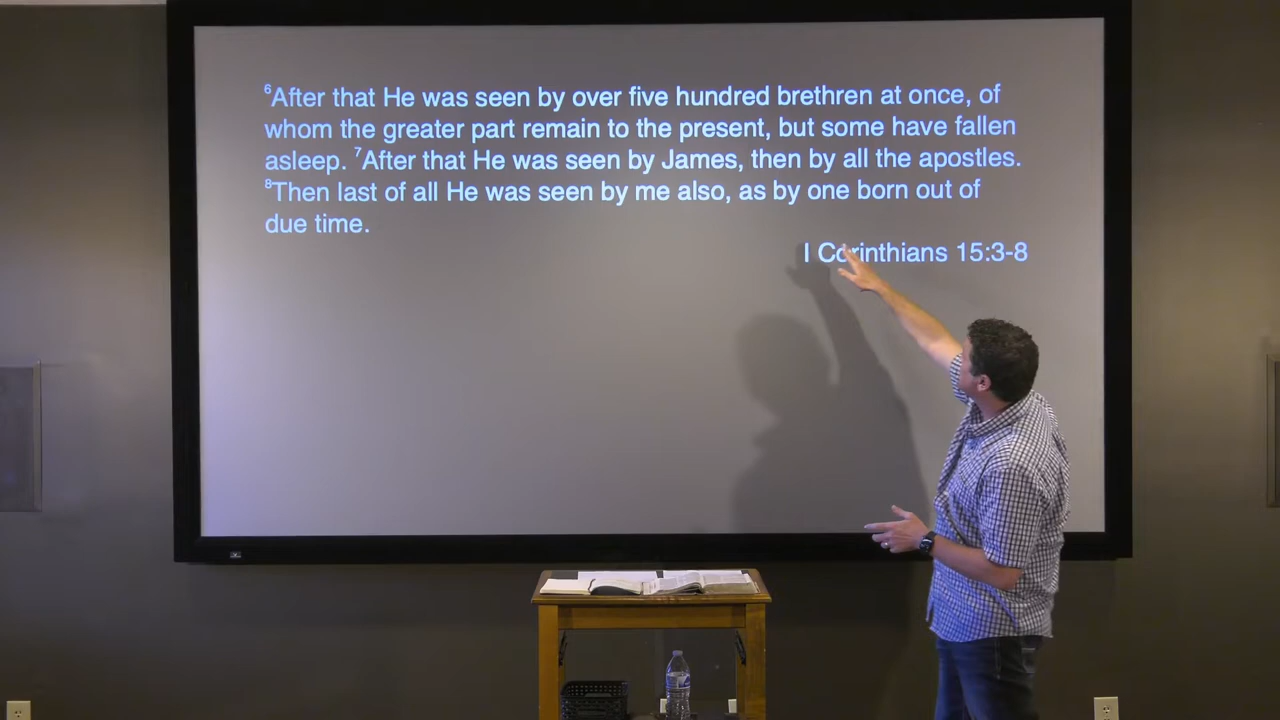 ⁶After that He was seen by over five hundred brethren at once, of
whom the greater part remain to the present, but some have fallen
asleep. ⁷After that He was seen by James, then by all the apostles.
⁸Then last of all He was seen by me also, as by one born out of
due time.
I Corinthians 15:3-8